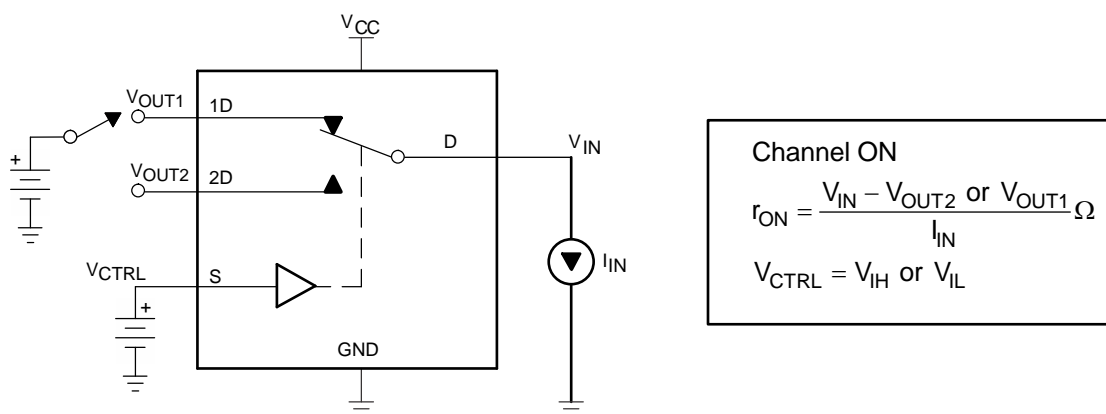 VCC
VOUT1
1D
D
VIN
+
VOUT2
2D
VCTRL
S
+
IIN
GND
Channel ON
rON = VIN – VOUT2 or VOUT1 / IIN Ω
VCTRL = VIH or VIL